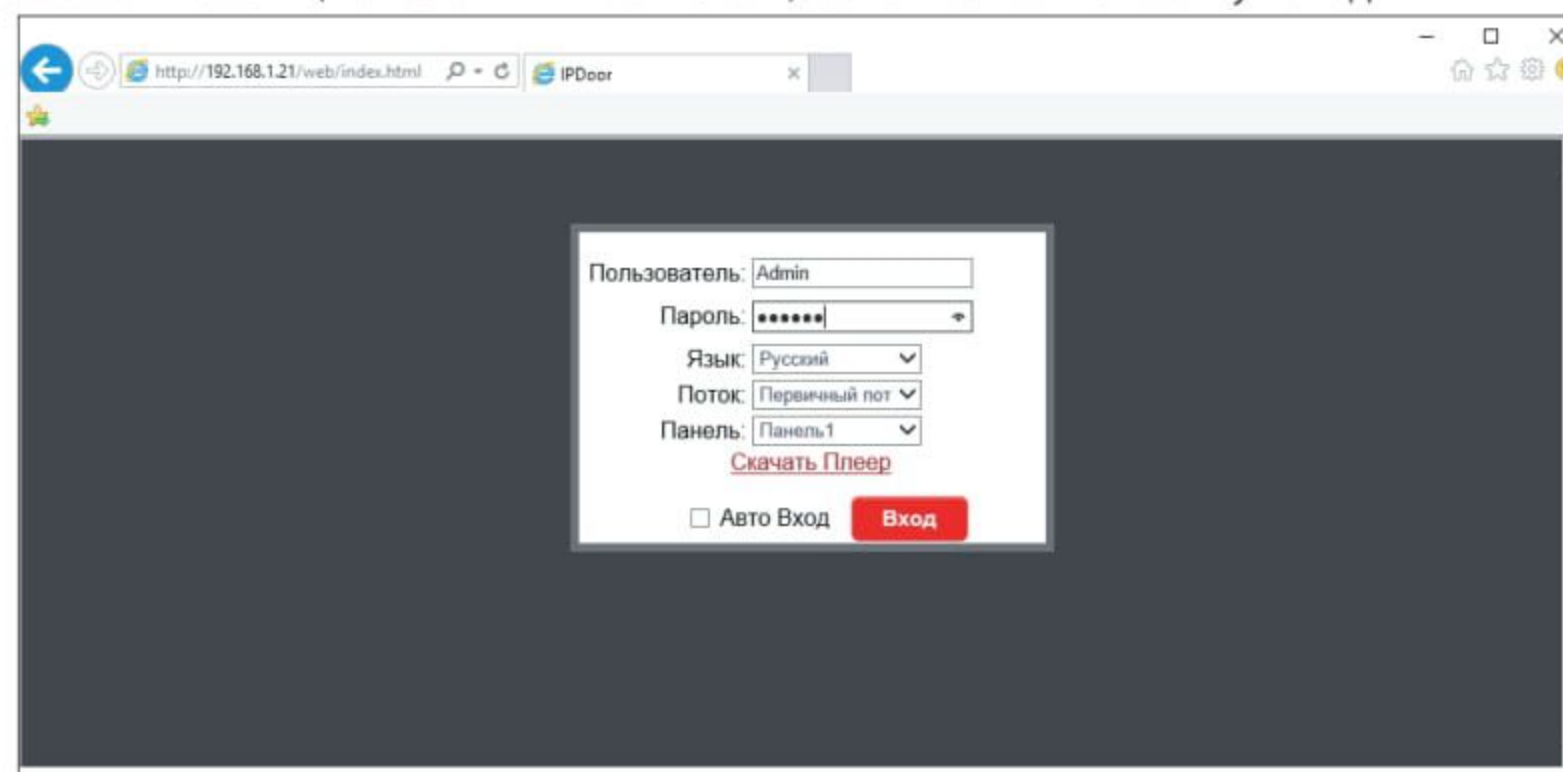 http://192.168.1.21/web/index.html
IPDoor
Пользователь: Admin
Пароль: ••••••
Язык: Русский
Поток: Первичный пот
Панель: Панель1
Скачать Плеер
Авто Вход
Вход